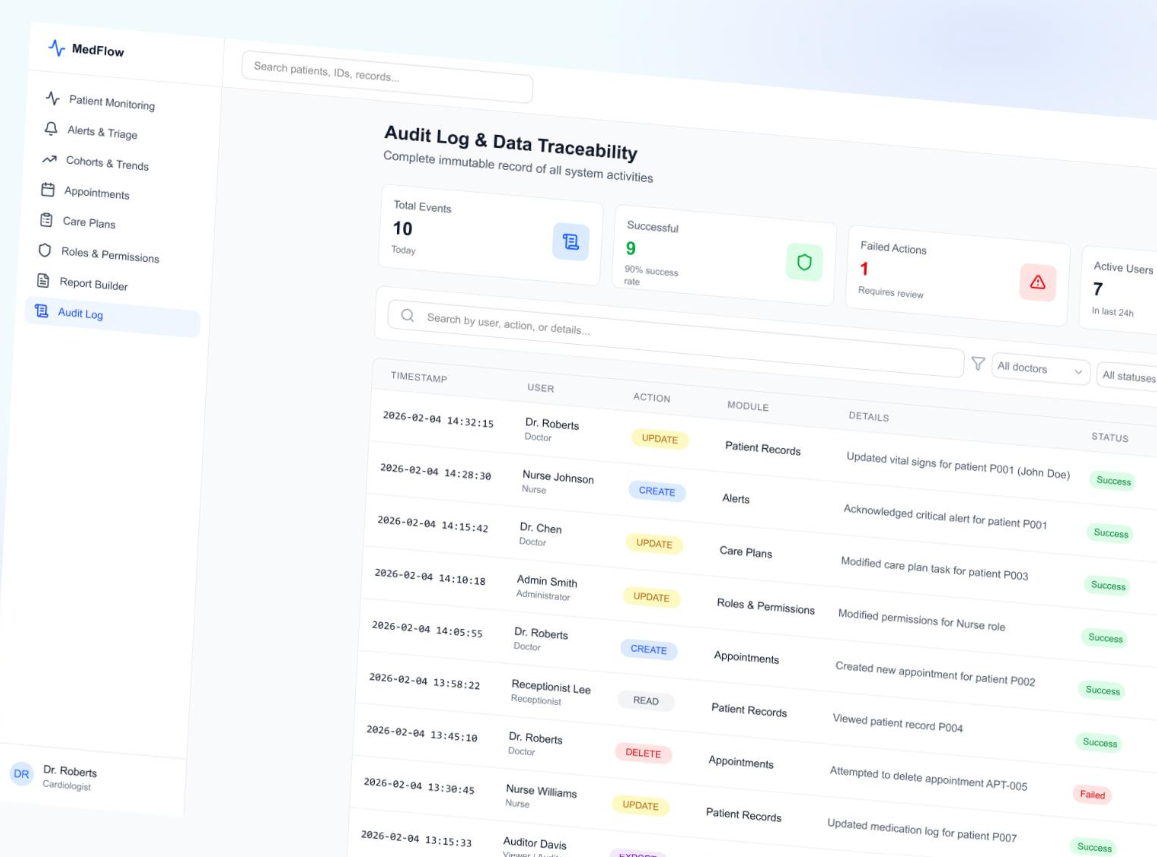 MedFlow
Search patients, IDs, records...
Patient Monitoring
Alerts & Triage
Cohorts & Trends
Appointments
Care Plans
Roles & Permissions
Report Builder
Audit Log
DR
Dr. Roberts
Cardiologist
Audit Log & Data Traceability
Complete immutable record of all system activities
Total Events
10
Today
Successful
9
90% success
rate
Failed Actions
1
Requires review
Active Users
7
In last 24h
Search by user, action, or details...
All doctors
All statuses
TIMESTAMP USER ACTION MODULE DETAILS STATUS
2026-02-04 14:32:15 Dr. Roberts UPDATE Patient Records Updated vital signs for patient P001 (John Doe) Success
Doctor
2026-02-04 14:28:30 Nurse Johnson CREATE Alerts Acknowledged critical alert for patient P001 Success
Nurse
2026-02-04 14:15:42 Dr. Chen UPDATE Care Plans Modified care plan task for patient P003 Success
Doctor
2026-02-04 14:10:18 Admin Smith UPDATE Roles & Permissions Modified permissions for Nurse role Success
Administrator
2026-02-04 14:05:55 Dr. Roberts CREATE Appointments Created new appointment for patient P002 Success
Doctor
2026-02-04 13:58:22 Receptionist Lee READ Patient Records Viewed patient record P004 Success
Receptionist
2026-02-04 13:45:10 Dr. Roberts DELETE Appointments Attempted to delete appointment APT-005 Failed
Doctor
2026-02-04 13:30:45 Nurse Williams UPDATE Patient Records Updated medication log for patient P007 Success
Nurse
2026-02-04 13:15:33 Auditor Davis